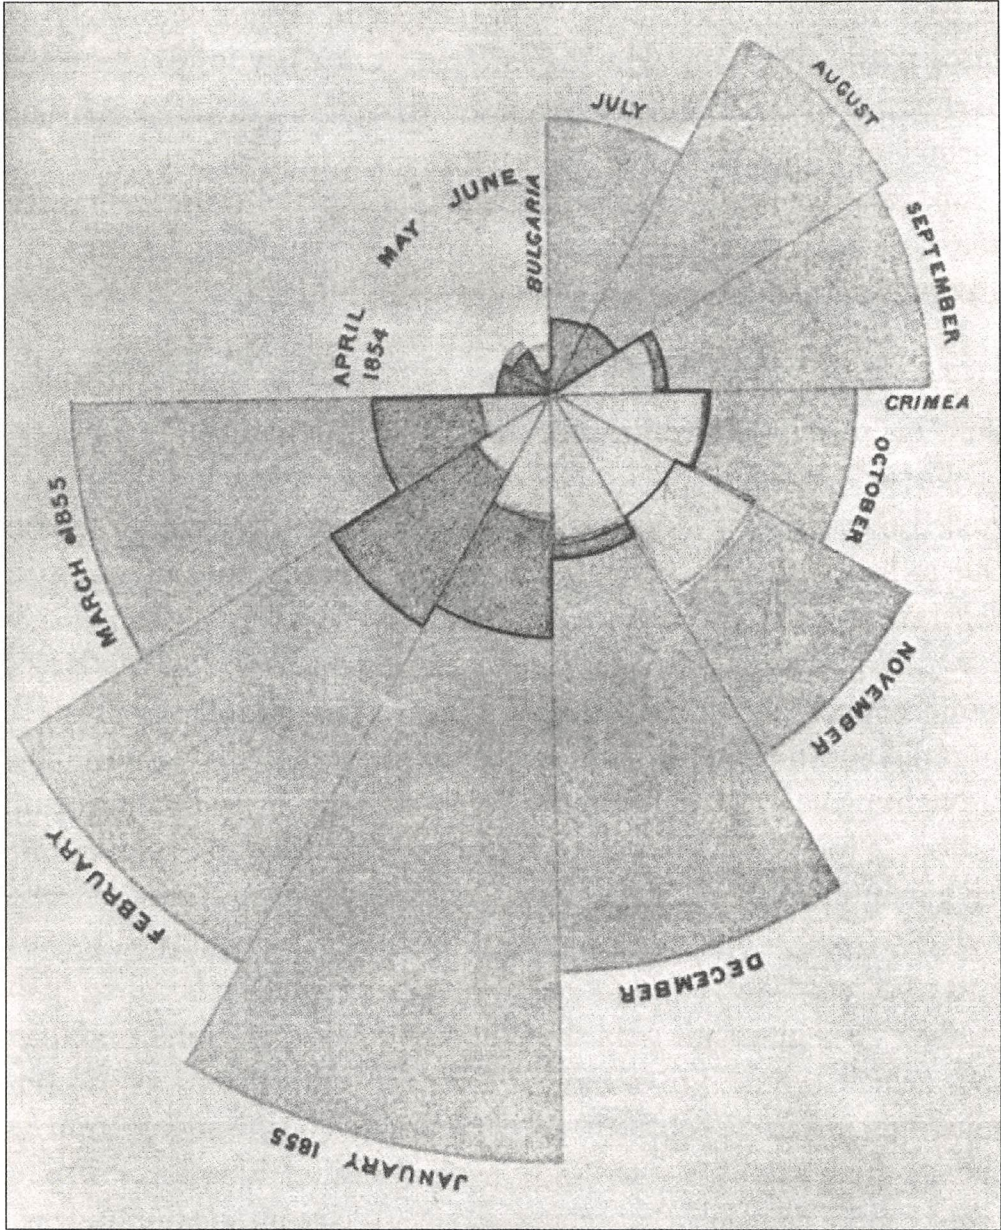 APRIL
1854
MAY
JUNE
BULGARIA
JULY
AUGUST
SEPTEMBER
CRIMEA
OCTOBER
NOVEMBER
DECEMBER
JANUARY 1855
FEBRUARY
MARCH 1855